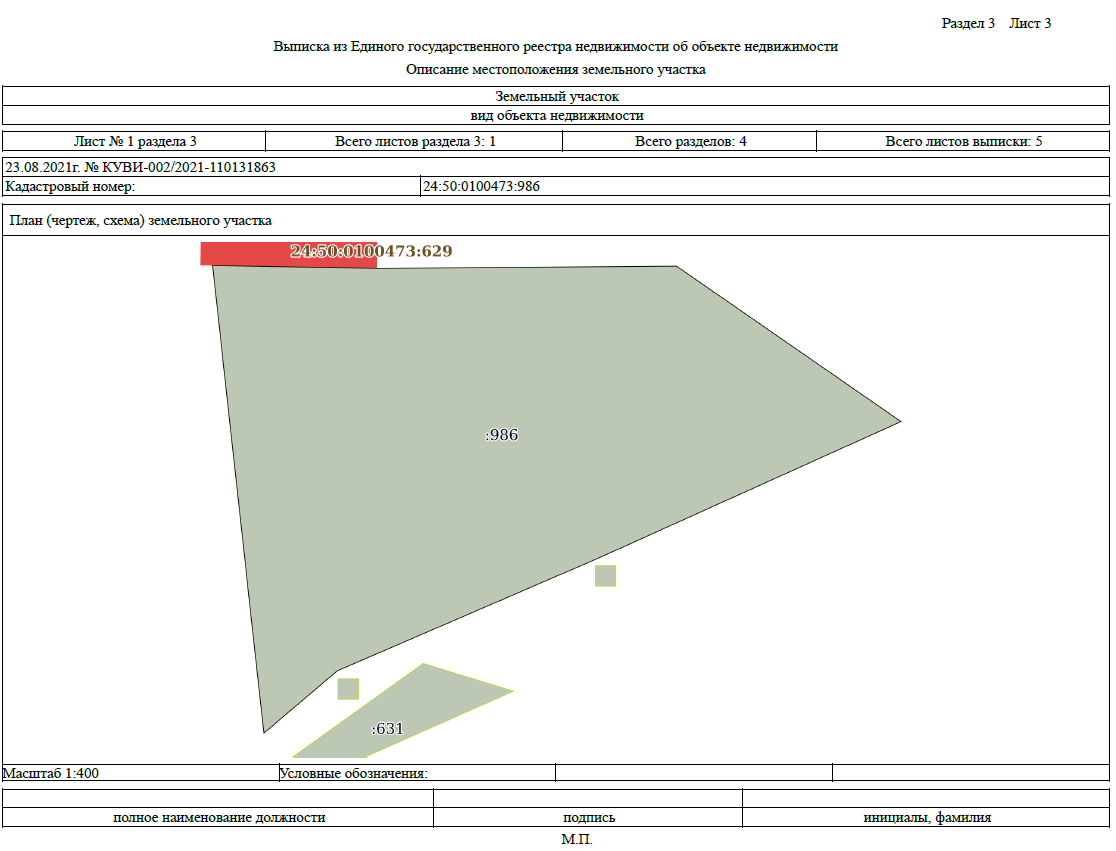 Раздел 3 Лист 3
Выписка из Единого государственного реестра недвижимости об объекте недвижимости
Описание местоположения земельного участка
Земельный участок
вид объекта недвижимости
Лист № 1 раздела 3 Всего листов раздела 3: 1 Всего разделов: 4 Всего листов выписки: 5
23.08.2021г. № КУВИ-002/2021-110131863
Кадастровый номер: 24:50:0100473:986
План (чертеж, схема) земельного участка
24:50:0100473:629
:986
:631
Масштаб 1:400 Условные обозначения:
полное наименование должности подпись инициалы, фамилия
М.П.